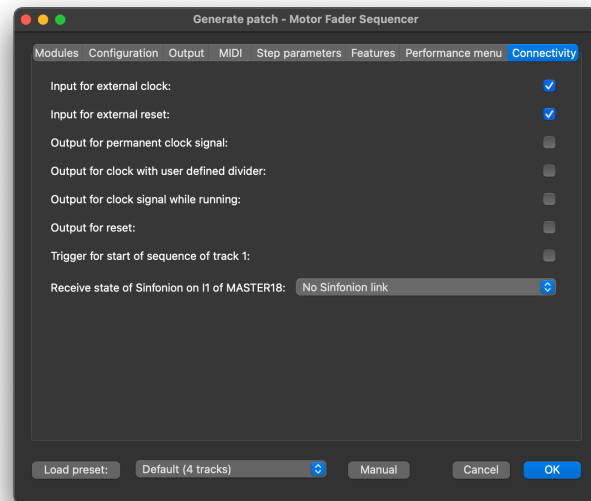 Generate patch - Motor Fader Sequencer
Modules Configuration Output MIDI Step parameters Features Performance menu Connectivity
Input for external clock:
Input for external reset:
Output for permanent clock signal:
Output for clock with user defined divider:
Output for clock signal while running:
Output for reset:
Trigger for start of sequence of track 1:
Receive state of Sinfonion on I1 of MASTER18: No Sinfonion link
Load preset: Default (4 tracks) Manual Cancel OK